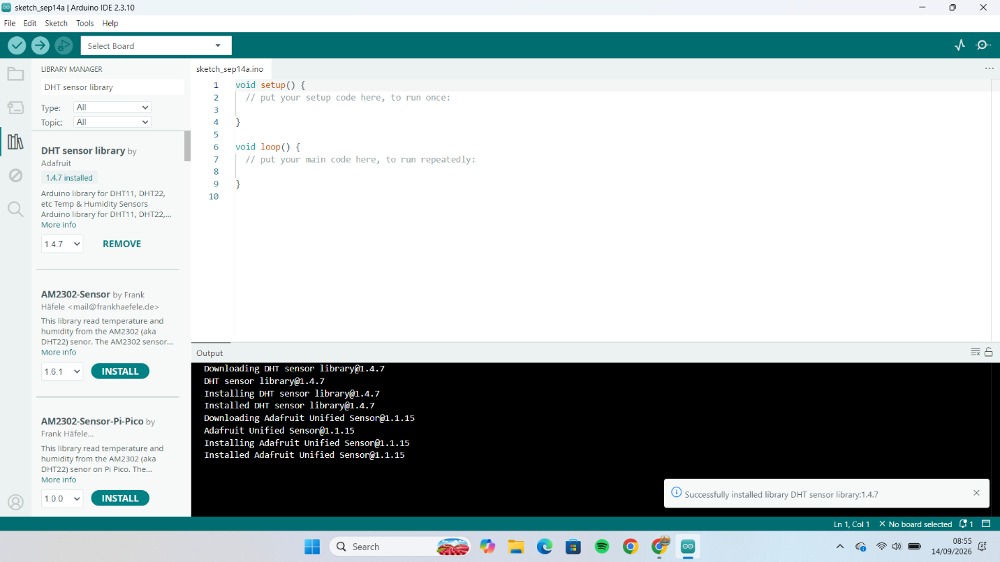 sketch_sep14a | Arduino IDE 2.3.10
File Edit Sketch Tools Help
Select Board
LIBRARY MANAGER
DHT sensor library
Type: All
Topic: All
DHT sensor library by
Adafruit
1.4.7 installed
Arduino library for DHT11, DHT22,
etc Temp & Humidity Sensors
Arduino library for DHT11, DHT22,...
More info
1.4.7 REMOVE
AM2302-Sensor by Frank
Häfele <mail@frankhaefele.de>
This library read temperature and
humidity from the AM2302 (aka
DHT22) senor. The AM2302 sensor...
More info
1.6.1 INSTALL
AM2302-Sensor-Pi-Pico by
Frank Häfele...
This library read temperature and
humidity from the AM2302 (aka
DHT22) senor on Pi Pico. The...
More info
1.0.0 INSTALL
sketch_sep14a.ino
1 void setup() {
2 // put your setup code here, to run once:
3
4 }
5
6 void loop() {
7 // put your main code here, to run repeatedly:
8
9 }
10
Output
Downloading DHT sensor library@1.4.7
DHT sensor library@1.4.7
Installing DHT sensor library@1.4.7
Installed DHT sensor library@1.4.7
Downloading Adafruit Unified Sensor@1.1.15
Adafruit Unified Sensor@1.1.15
Installing Adafruit Unified Sensor@1.1.15
Installed Adafruit Unified Sensor@1.1.15
Successfully installed library DHT sensor library:1.4.7
Ln 1, Col 1 No board selected 1
Search
08:55
14/09/2026